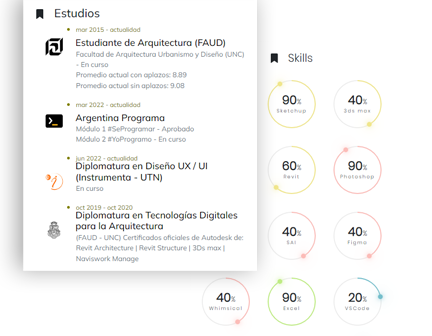 Estudios
mar 2015 - actualidad
Estudiante de Arquitectura (FAUD)
Facultad de Arquitectura Urbanismo y Diseño (UNC)
- En curso
Promedio actual con aplazos: 8.89
Promedio actual sin aplazos: 9.08
mar 2022 - actualidad
Argentina Programa
Módulo 1 #SeProgramar - Aprobado
Módulo 2 #YoProgramo - En curso
jun 2022 - actualidad
Diplomatura en Diseño UX / UI
(Instrumenta - UTN)
En curso
oct 2019 - oct 2020
Diplomatura en Tecnologías Digitales
para la Arquitectura
(FAUD - UNC) Certificados oficiales de Autodesk de:
Revit Architecture | Revit Structure | 3Ds max |
Naviswork Manage
Skills
90%
Sketchup
40%
3ds max
60%
Revit
90%
Photoshop
40%
40%
Figma
40%
Whimsical
90%
Excel
20%
VSCode